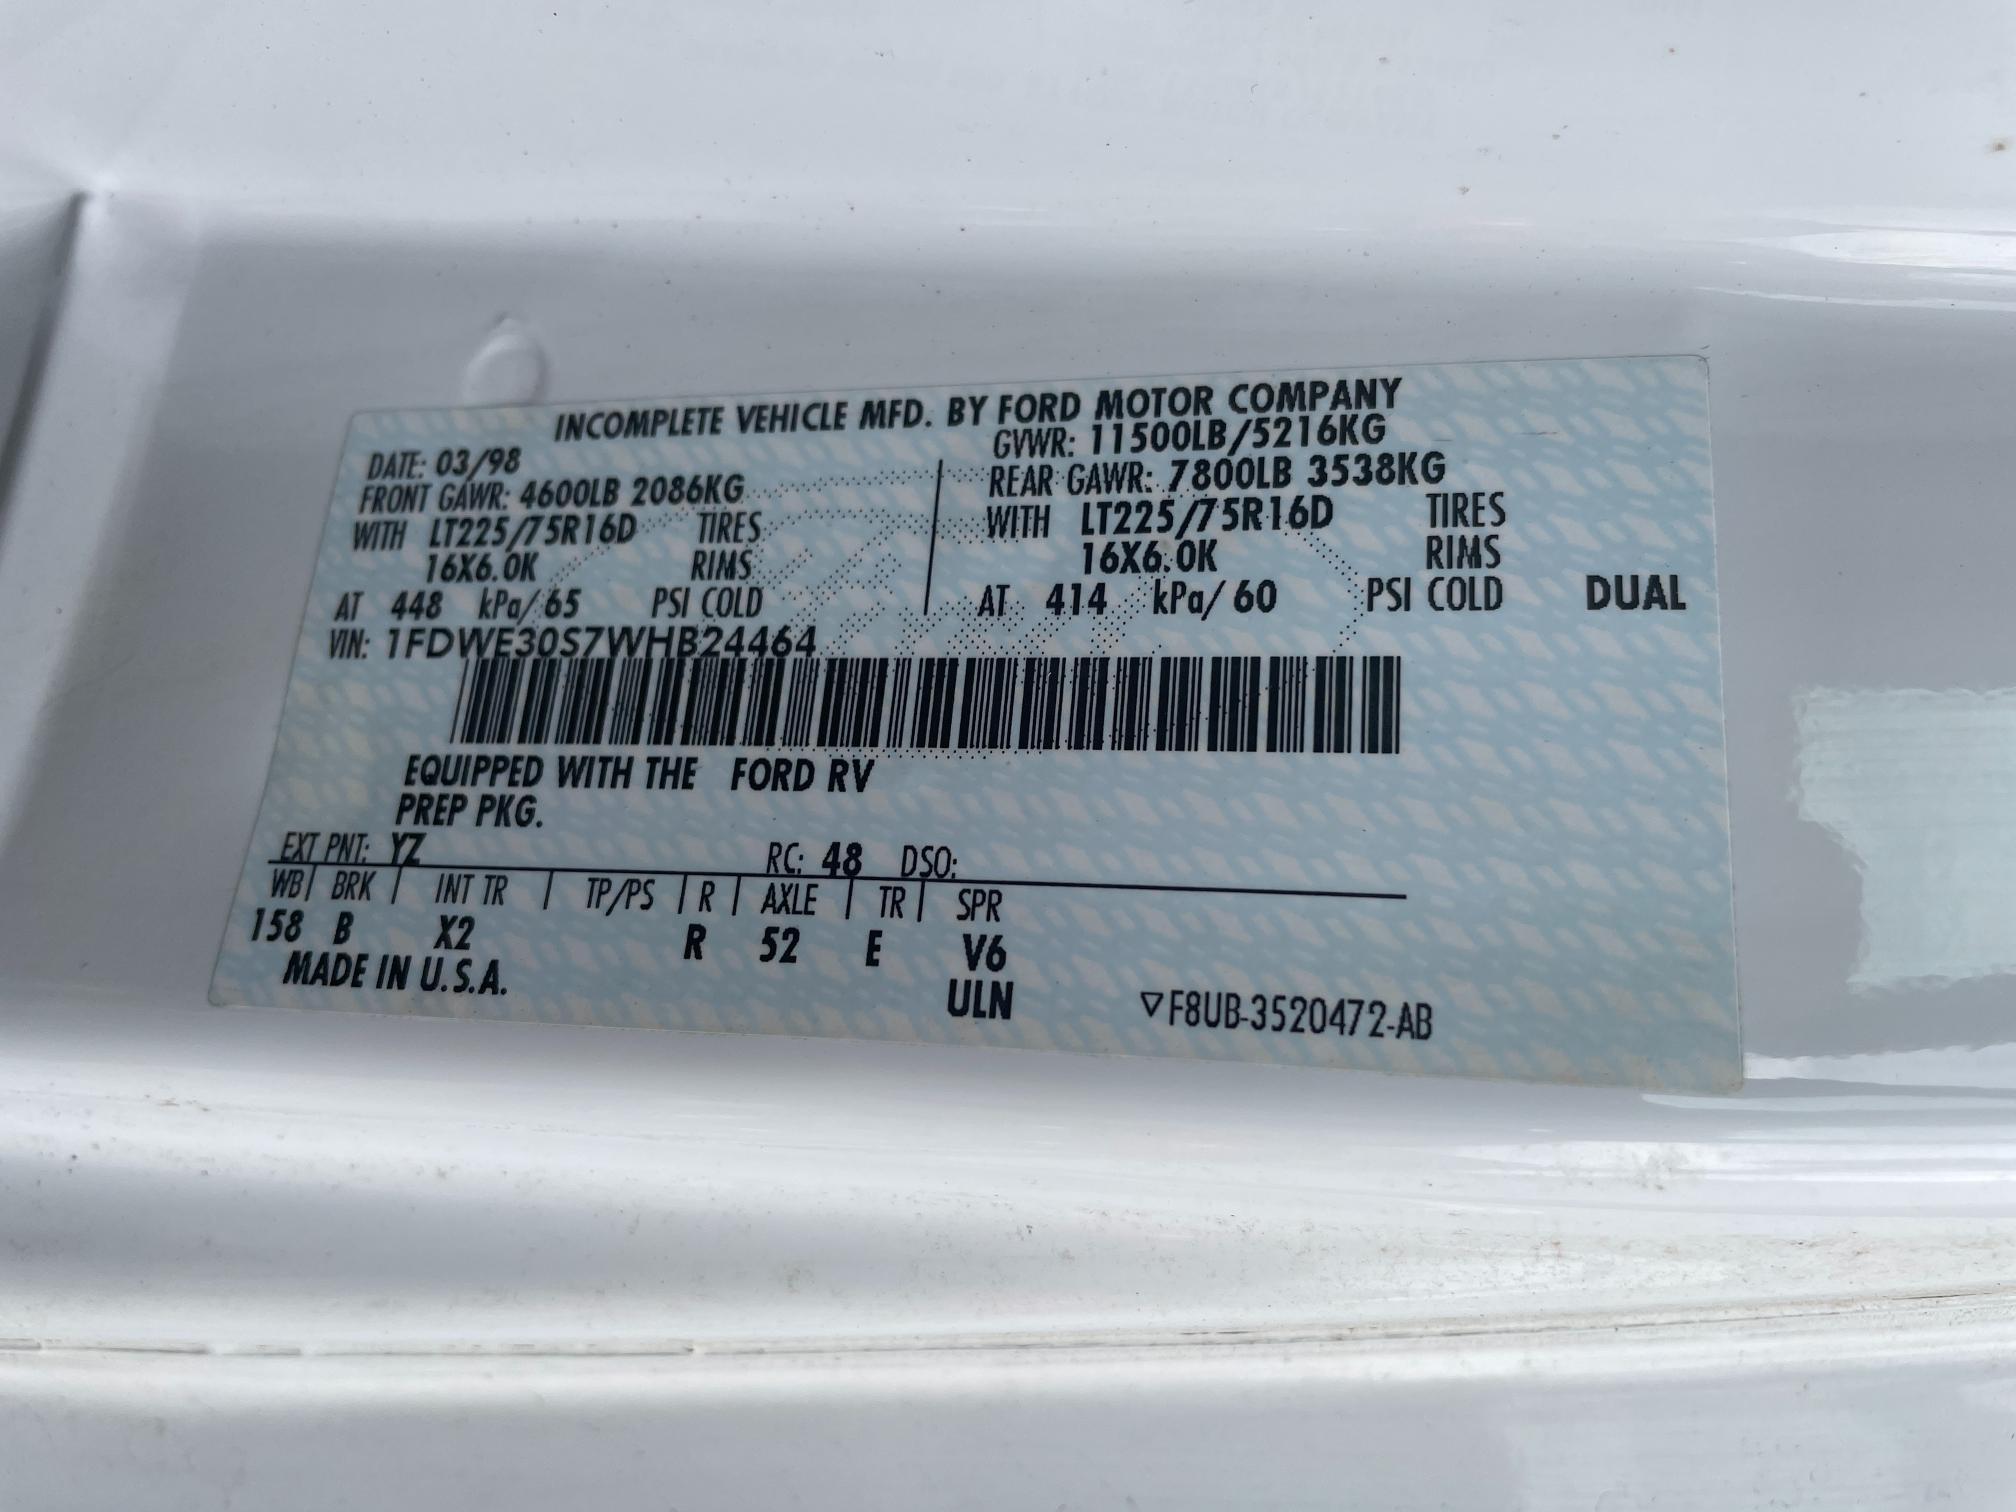 INCOMPLETE VEHICLE MFD. BY FORD MOTOR COMPANY
DATE: 03/98 GVWR: 11500LB/5216KG
FRONT GAWR: 4600LB 2086KG REAR GAWR: 7800LB 3538KG
WITH LT225/75R16D TIRES WITH LT225/75R16D TIRES
16X6.0K RIMS 16X6.0K RIMS
AT 448 kPa/ 65 PSI COLD AT 414 kPa/ 60 PSI COLD DUAL
VIN: 1FDWE30S7WHB24464
EQUIPPED WITH THE FORD RV
PREP PKG.
EXT PNT: YZ RC: 48 DSO:
WB | BRK | INT TR | TP/PS | R | AXLE | TR | SPR
158 B X2 R 52 E V6
MADE IN U.S.A. ULN ▽F8UB-3520472-AB